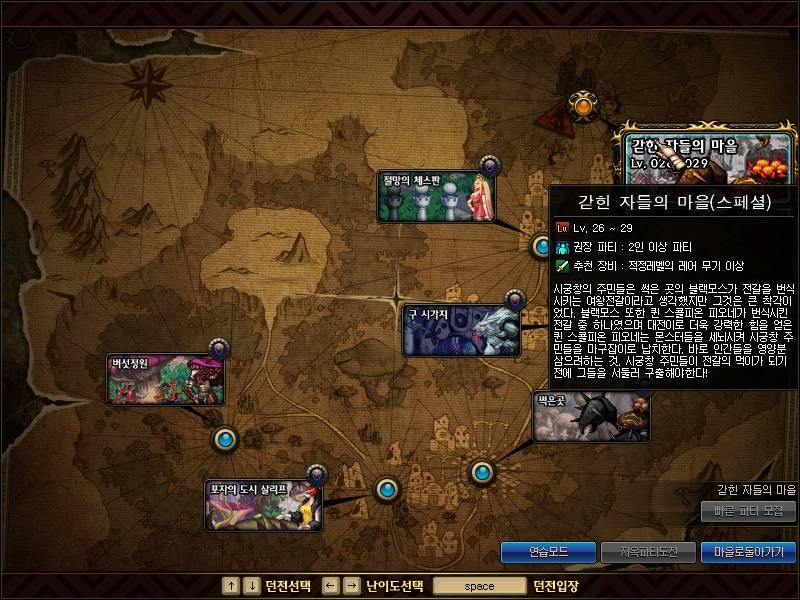 갇힌 자들의 마을
Lv. 026 029
절망의 체스판
갇힌 자들의 마을(스페셜)
Lv. 26 ~ 29
권장 파티 : 2인 이상 파티
추천 장비 : 적정레벨의 레어 무기 이상
시궁창의 주민들은 썩은 곳의 블랙모스가 전갈을 번식
시키는 여왕전갈이라고 생각했지만 그것은 큰 착각이
었다. 블랙모스 또한 퀸 스콜피온 피오네가 번식시킨
전갈 중 하나였으며 대전이로 더욱 강력한 힘을 얻은
퀸 스콜피온 피오네는 몬스터들을 세뇌시켜 시궁창 주
민들을 마구잡이로 납치한다. 바로 인간들을 영양분
삼으려하는 것. 시궁창 주민들이 전갈의 먹이가 되기
전에 그들을 서둘러 구출해야한다!
구 시가지
버섯정원
썩은곳
포자의 도시 살리프
갇힌 자들의 마을
빠른 파티 모집
연습모드
지옥파티도전
마을로돌아가기
↑ ↓ 던전선택 ← → 난이도선택 space 던전입장